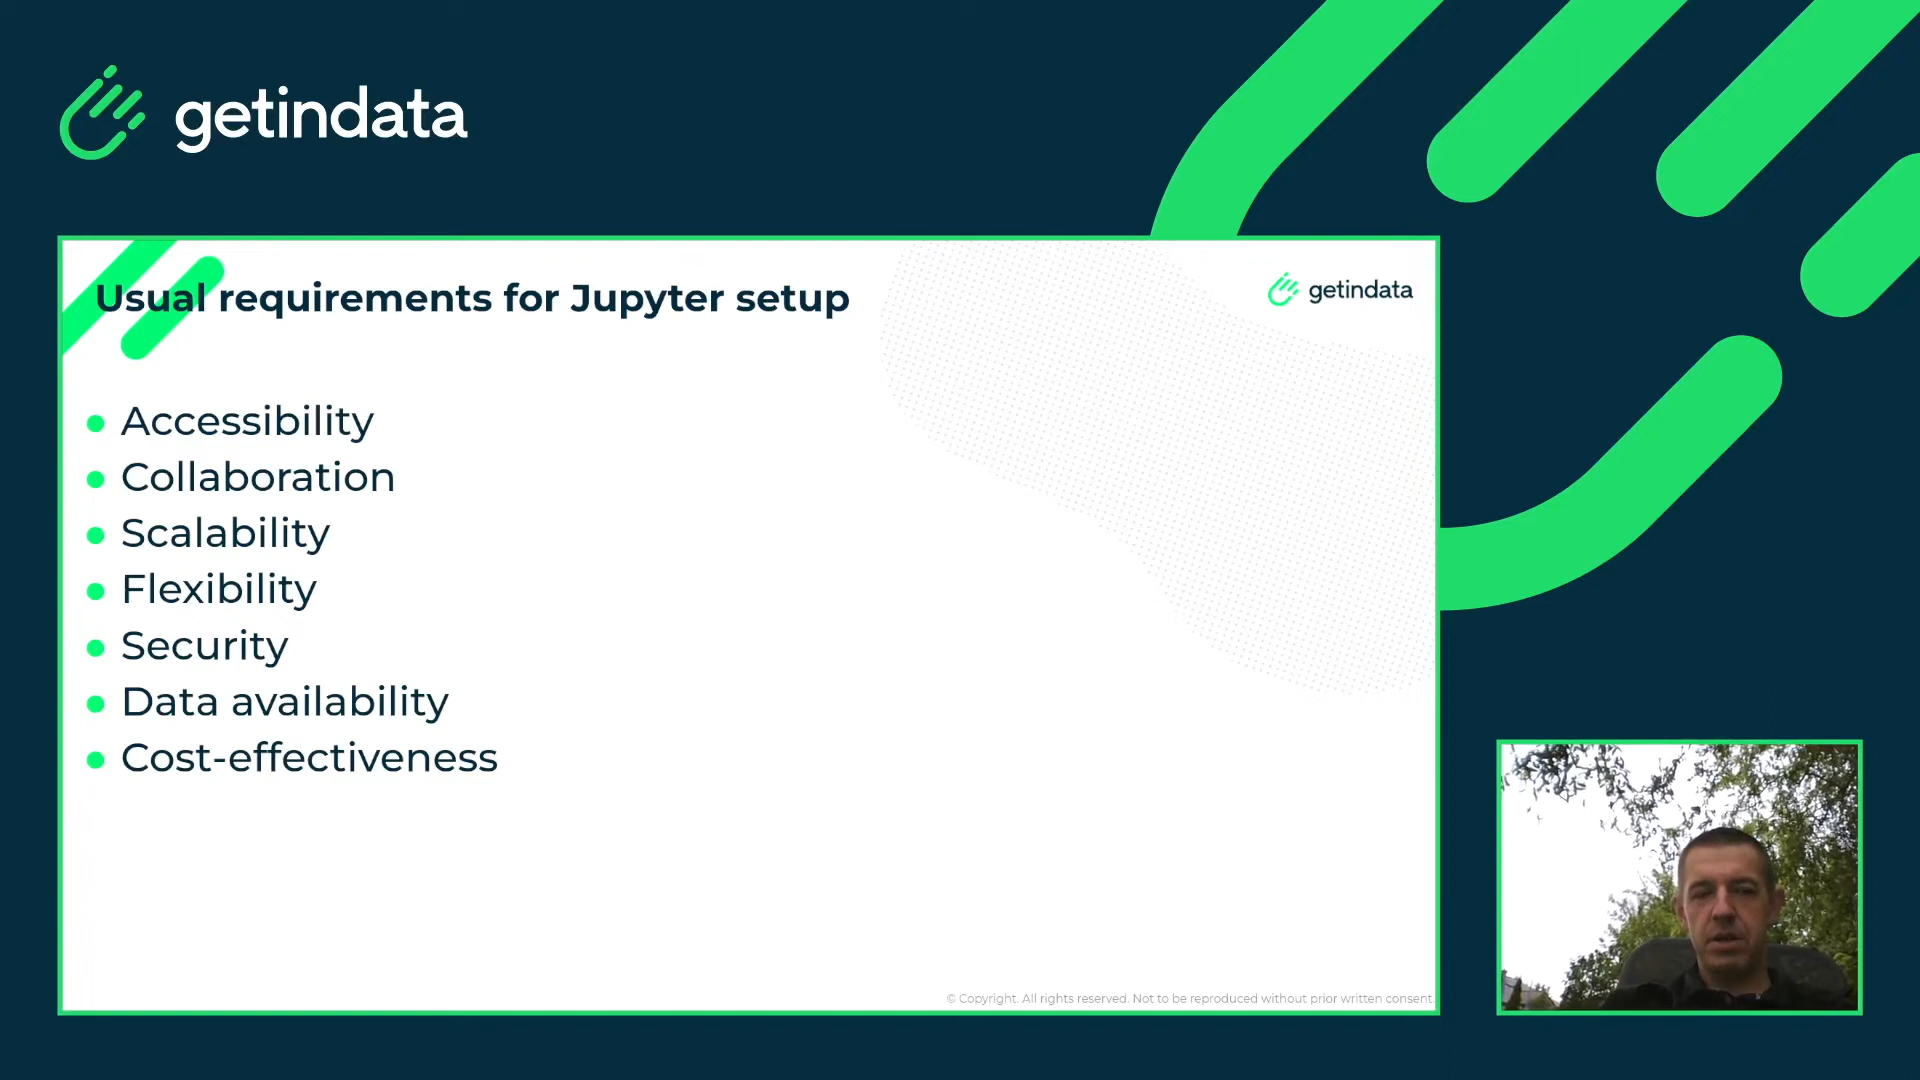 getindata
Usual requirements for Jupyter setup
getindata
Accessibility
Collaboration
Scalability
Flexibility
Security
Data availability
Cost-effectiveness
© Copyright. All rights reserved. Not to be reproduced without prior written consent.